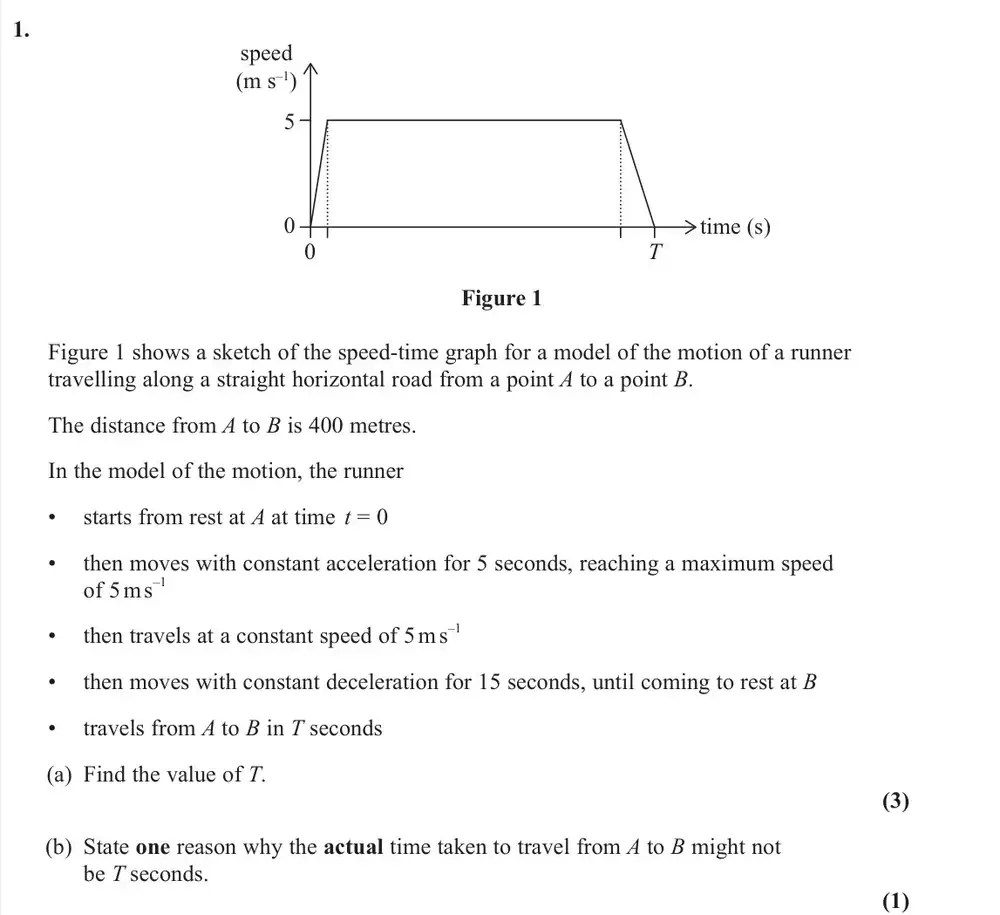 1.
speed
(m s⁻¹)
5
0
time (s)
0
T
Figure 1
Figure 1 shows a sketch of the speed-time graph for a model of the motion of a runner
travelling along a straight horizontal road from a point A to a point B.
The distance from A to B is 400 metres.
In the model of the motion, the runner
• starts from rest at A at time t = 0
• then moves with constant acceleration for 5 seconds, reaching a maximum speed
of 5 m s⁻¹
• then travels at a constant speed of 5 m s⁻¹
• then moves with constant deceleration for 15 seconds, until coming to rest at B
• travels from A to B in T seconds
(a) Find the value of T.
(3)
(b) State one reason why the actual time taken to travel from A to B might not
be T seconds.
(1)